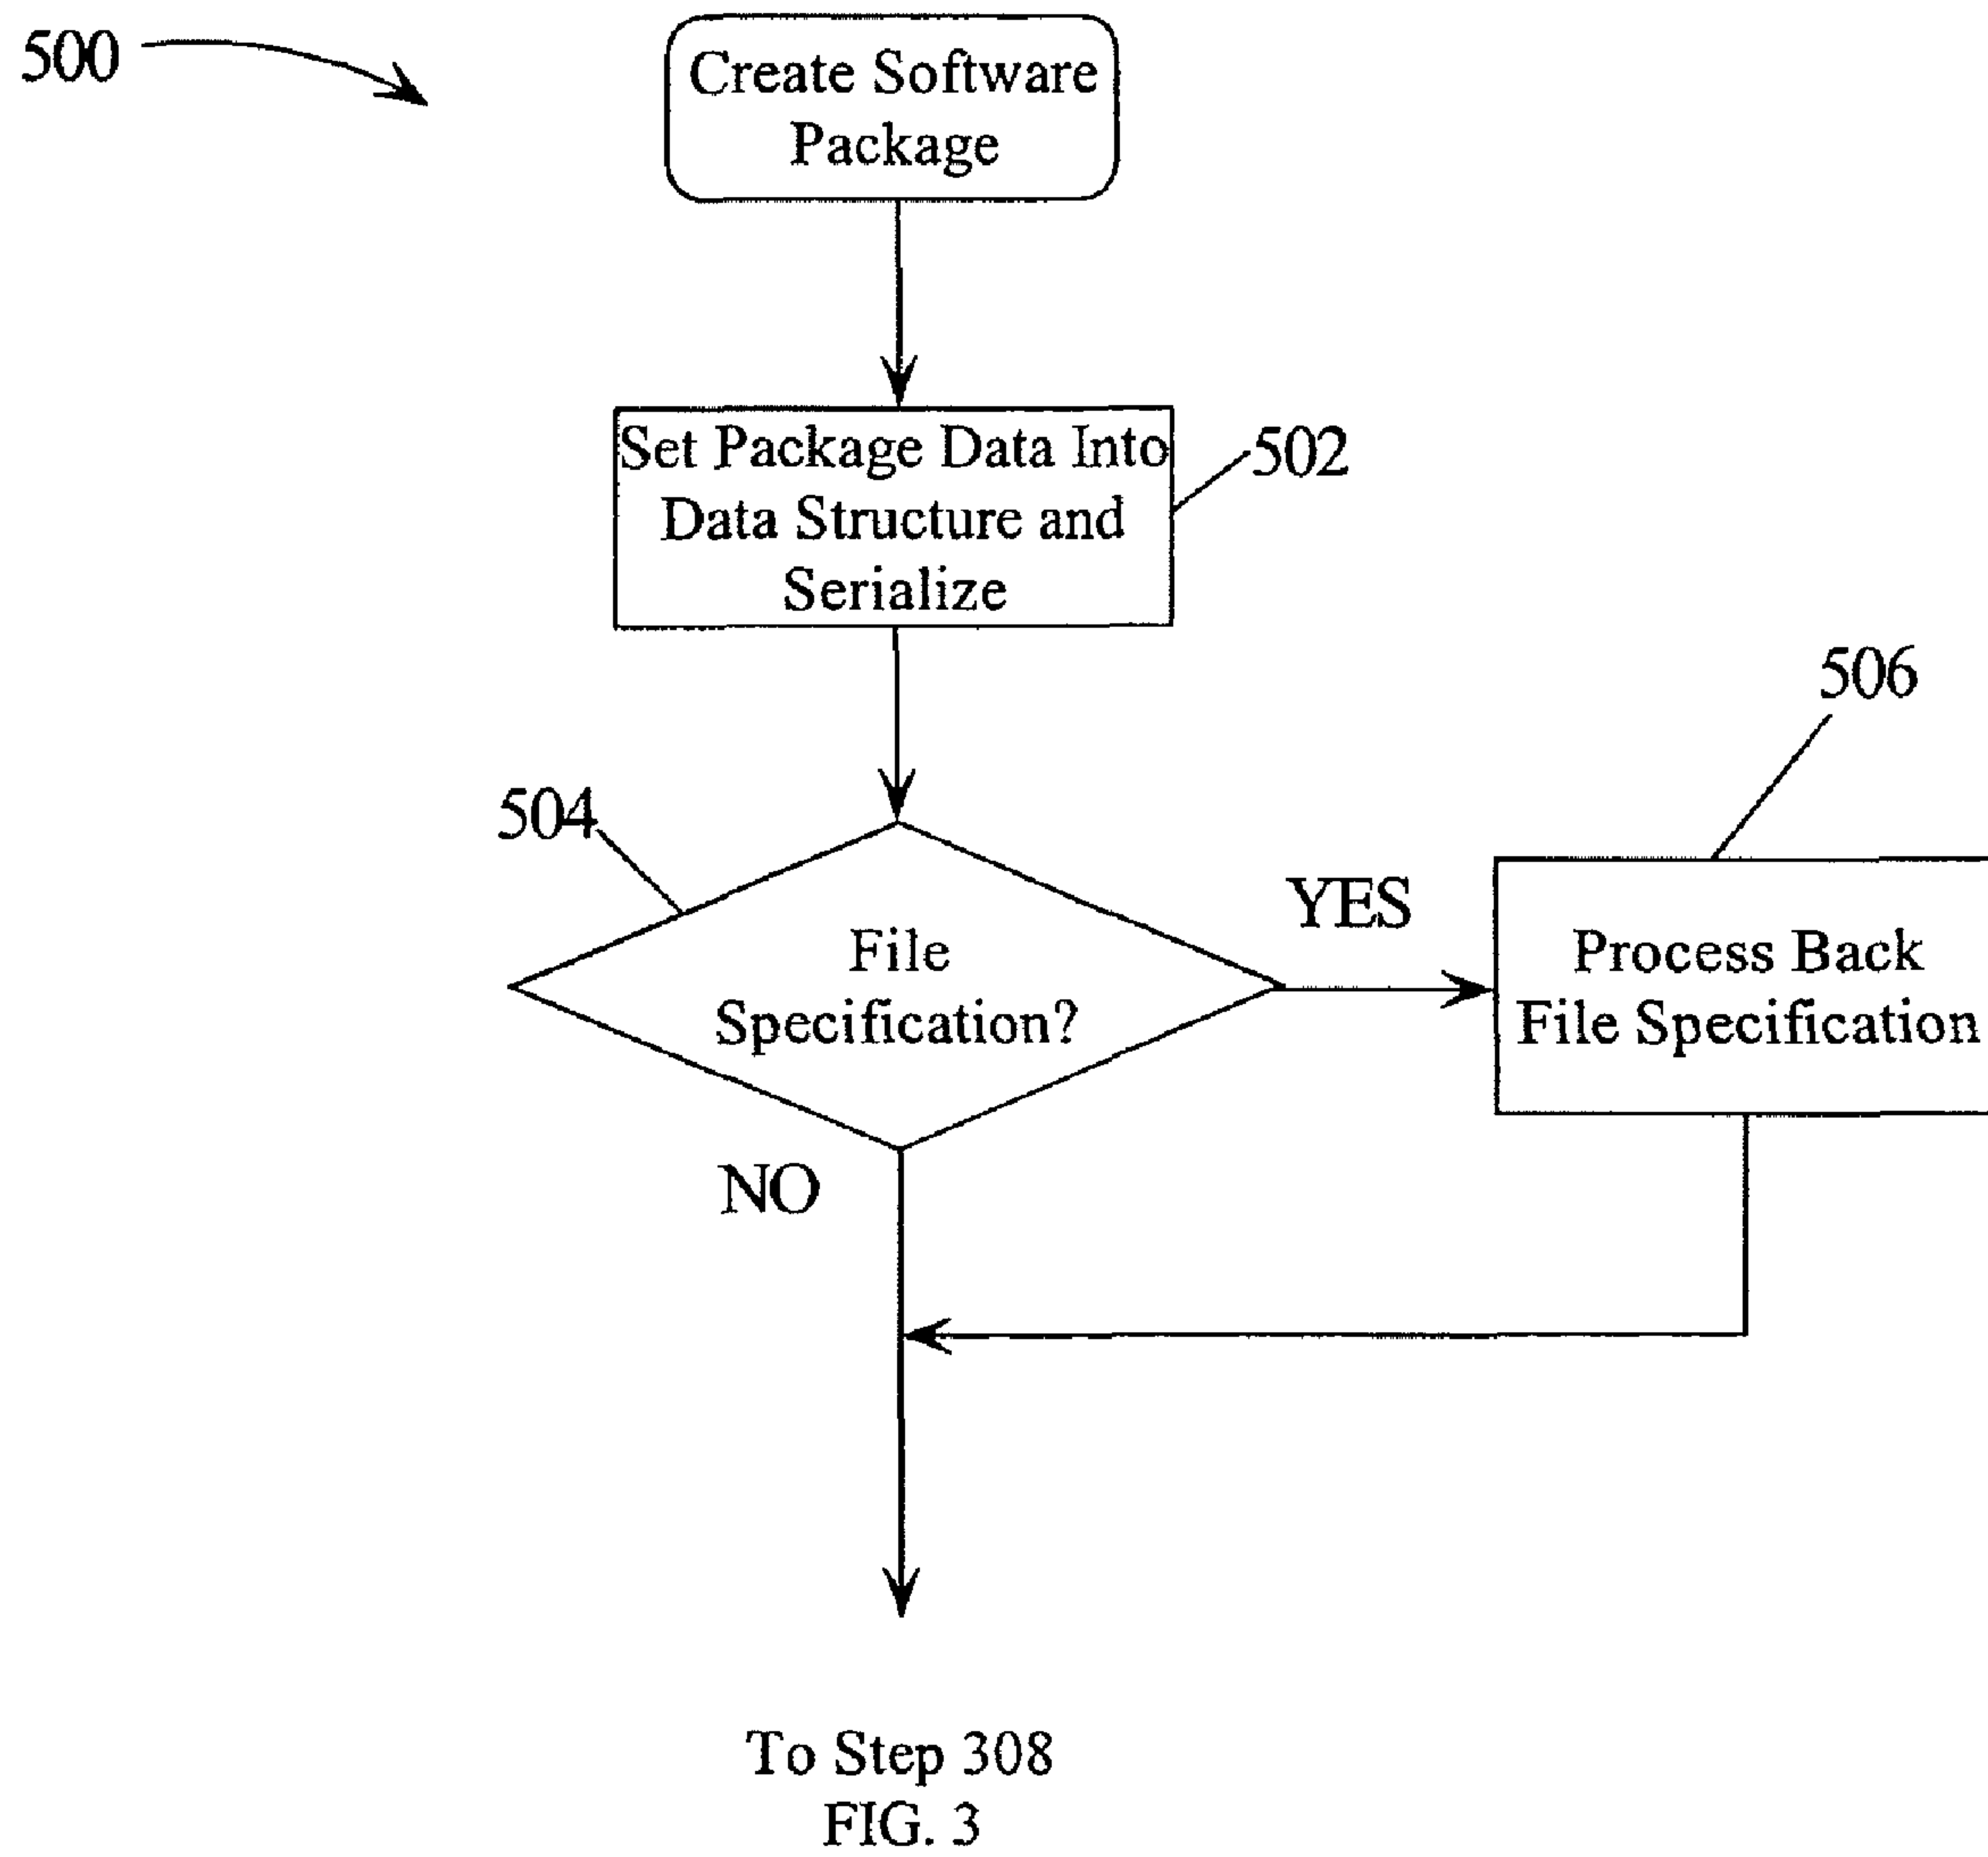 500
Create Software
Package
Set Package Data Into
Data Structure and
Serialize
502
504
File
Specification?
YES
506
Process Back
File Specification
NO
To Step 308
FIG. 3